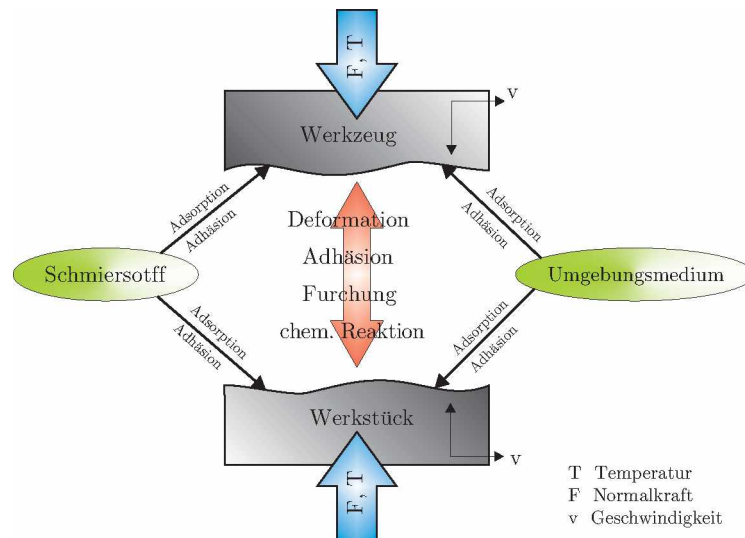 F, T
v
Werkzeug
Adsorption
Adhäsion
Adsorption
Adhäsion
Deformation
Adhäsion
Furchung
chem. Reaktion
Schmiersotff
Umgebungsmedium
Adsorption
Adhäsion
Adsorption
Adhäsion
Werkstück
v
F, T
T Temperatur
F Normalkraft
v Geschwindigkeit